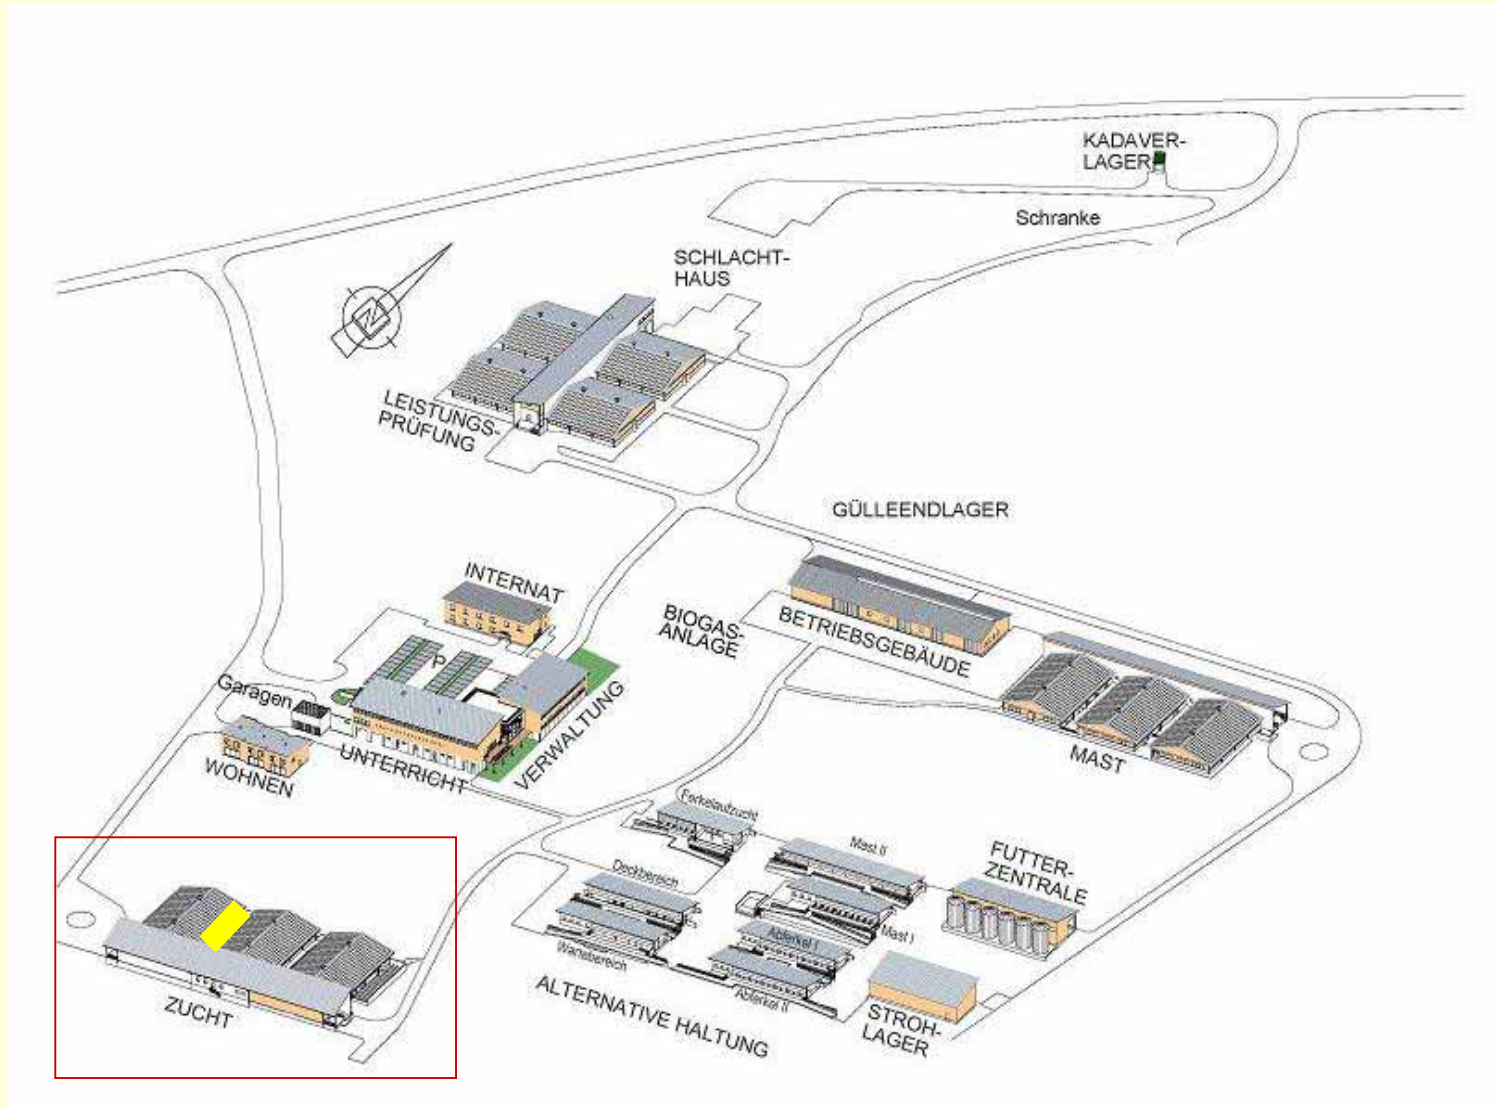 KADAVER-
LAGER
Schranke
SCHLACHT-
HAUS
N
LEISTUNGS-
PRÜFUNG
GÜLLEENDLAGER
INTERNAT
BIOGAS-
ANLAGE
BETRIEBSGEBÄUDE
P
Garagen
VERWALTUNG
UNTERRICHT
WOHNEN
MAST
Ferkelaufzucht
Mast II
Deckbereich
FUTTER-
ZENTRALE
Mast I
Abferkel I
Wartebereich
Abferkel II
ALTERNATIVE HALTUNG
STROH-
LAGER
ZUCHT